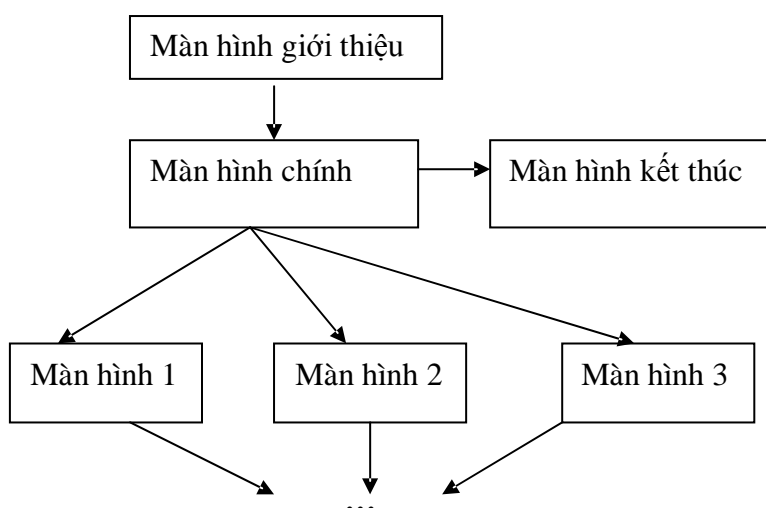 Màn hình giới thiệu
Màn hình chính
Màn hình kết thúc
Màn hình 1
Màn hình 2
Màn hình 3
...